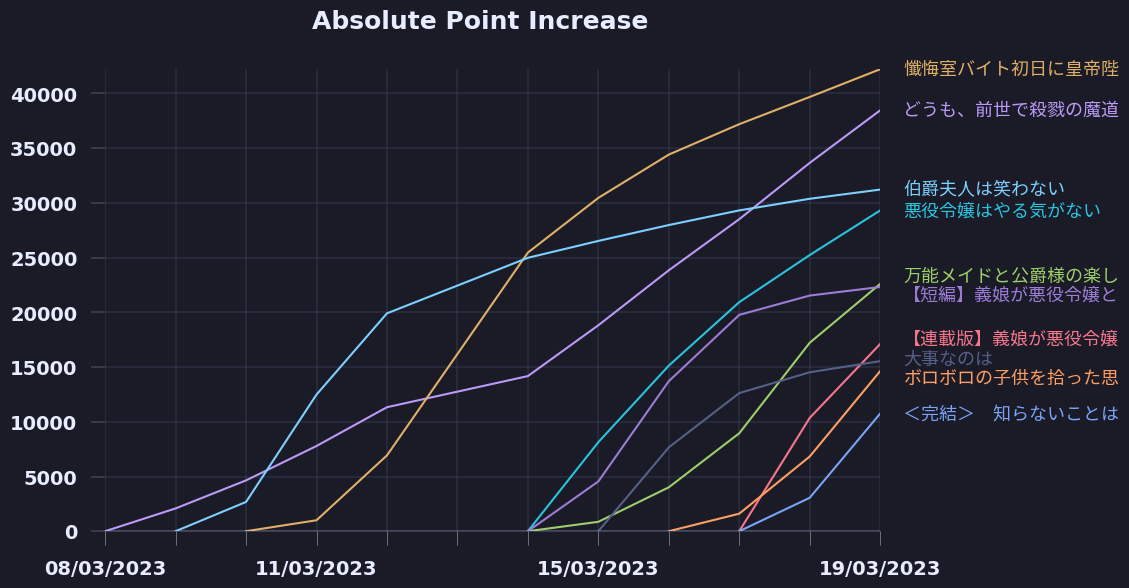 Absolute Point Increase
40000
35000
30000
25000
20000
15000
10000
5000
0
08/03/2023
11/03/2023
15/03/2023
19/03/2023
懺悔室バイト初日に皇帝陛
どうも、前世で殺戮の魔道
伯爵夫人は笑わない
悪役令嬢はやる気がない
万能メイドと公爵様の楽し
【短編】義娘が悪役令嬢と
【連載版】義娘が悪役令嬢
大事なのは
ボロボロの子供を拾った思
＜完結＞　知らないことは